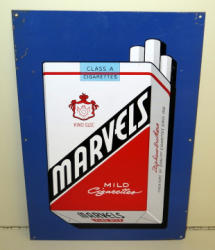 CLASS A
CIGARETTES
KING SIZE
MARVELS
MILD
Cigarettes
MARVELS